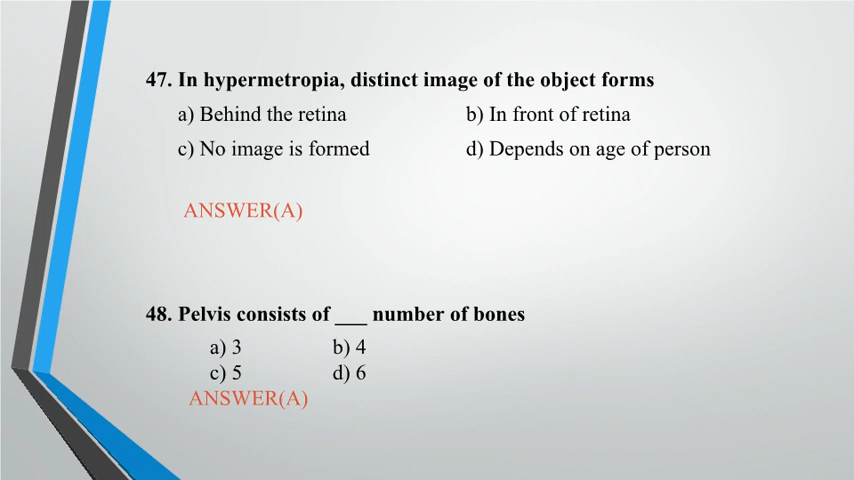 47. In hypermetropia, distinct image of the object forms
a) Behind the retina b) In front of retina
c) No image is formed d) Depends on age of person
ANSWER(A)
48. Pelvis consists of ___ number of bones
a) 3 b) 4
c) 5 d) 6
ANSWER(A)